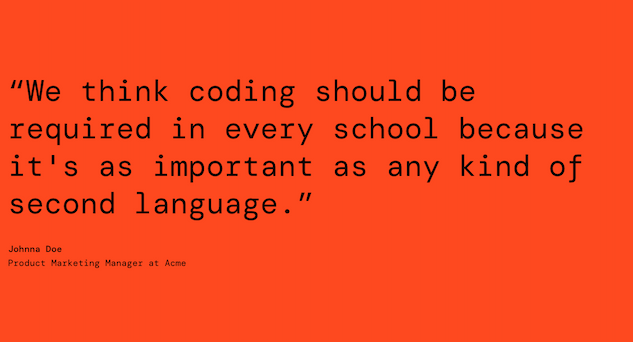 “We think coding should be
required in every school because
it's as important as any kind of
second language.”
Johnna Doe
Product Marketing Manager at Acme